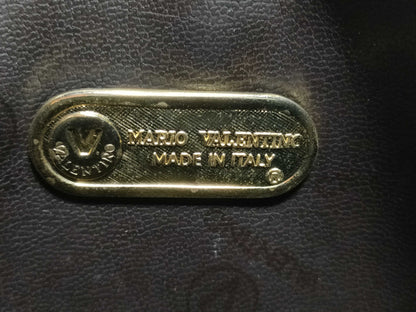 V
VALENTINO
MARIO VALENTINO
MADE IN ITALY
®